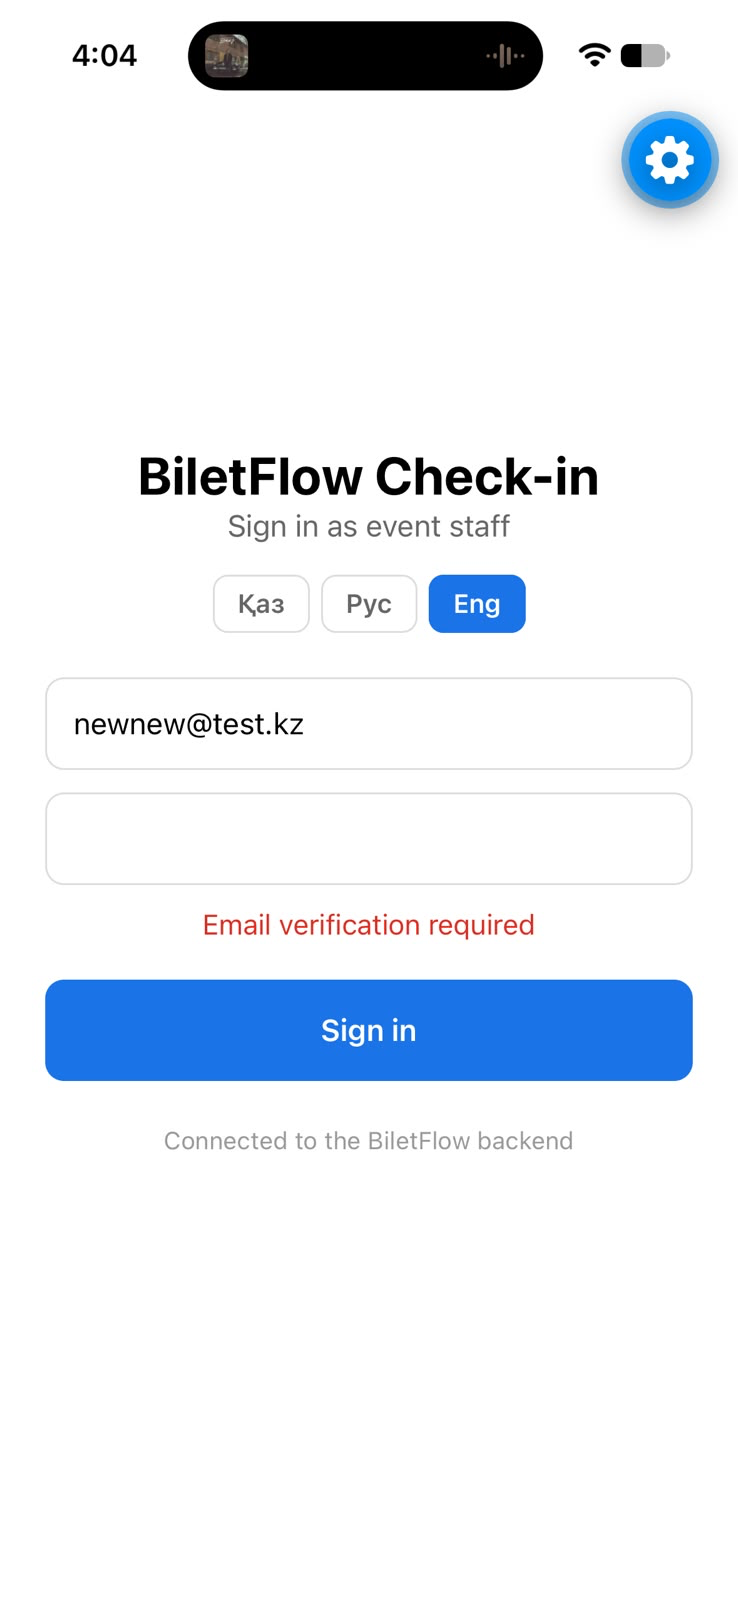 4:04
BiletFlow Check-in
Sign in as event staff
Қаз Рус Eng
newnew@test.kz
Email verification required
Sign in
Connected to the BiletFlow backend